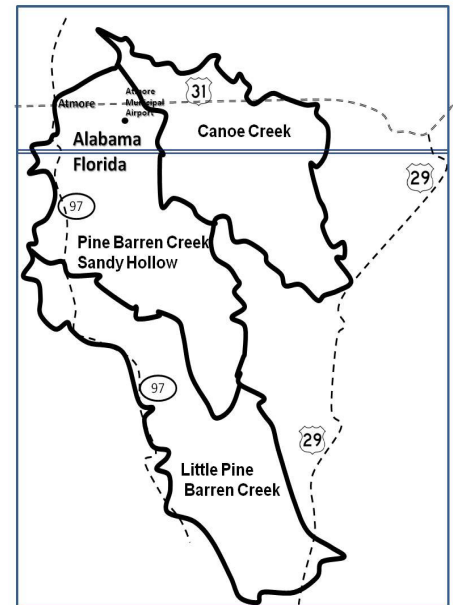 31
Atmore
Atmore
Municipal
Airport
Canoe Creek
Alabama
Florida
29
97
Pine Barren Creek
Sandy Hollow
97
29
Little Pine
Barren Creek